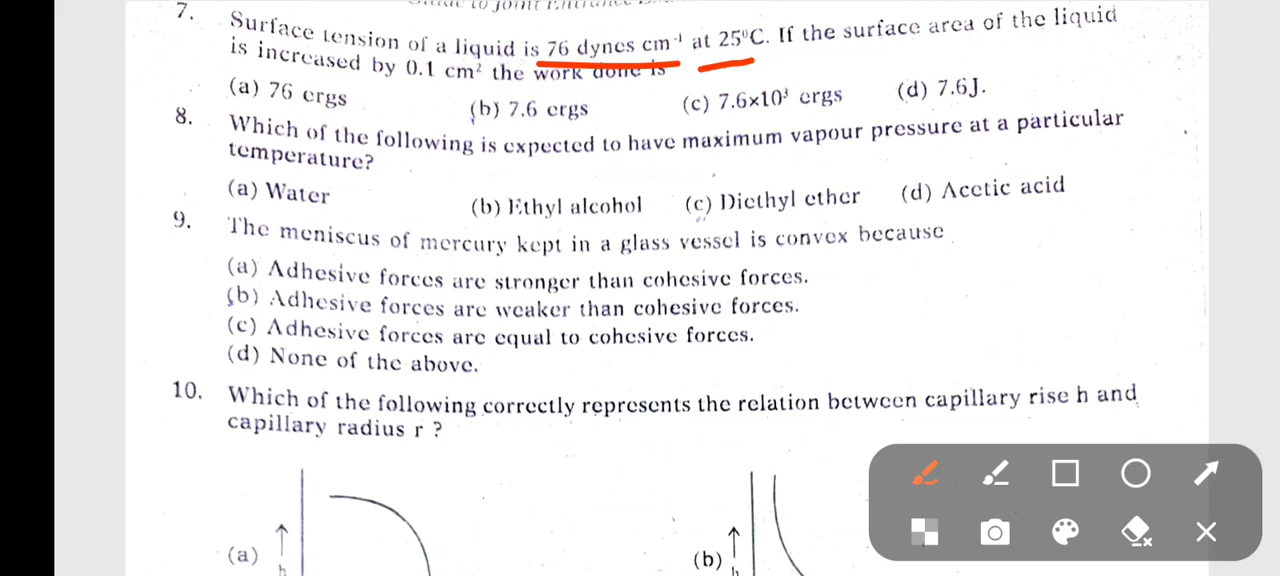 7. Surface tension of a liquid is 76 dynes cm⁻¹ at 25⁰C. If the surface area of the liquid
is increased by 0.1 cm² the work done is
(a) 76 ergs (b) 7.6 ergs (c) 7.6×10³ ergs (d) 7.6J.
8. Which of the following is expected to have maximum vapour pressure at a particular
temperature?
(a) Water (b) Ethyl alcohol (c) Diethyl ether (d) Acetic acid
9. The meniscus of mercury kept in a glass vessel is convex because
(a) Adhesive forces are stronger than cohesive forces.
(b) Adhesive forces are weaker than cohesive forces.
(c) Adhesive forces are equal to cohesive forces.
(d) None of the above.
10. Which of the following correctly represents the relation between capillary rise h and
capillary radius r ?
(a) (b)
h h